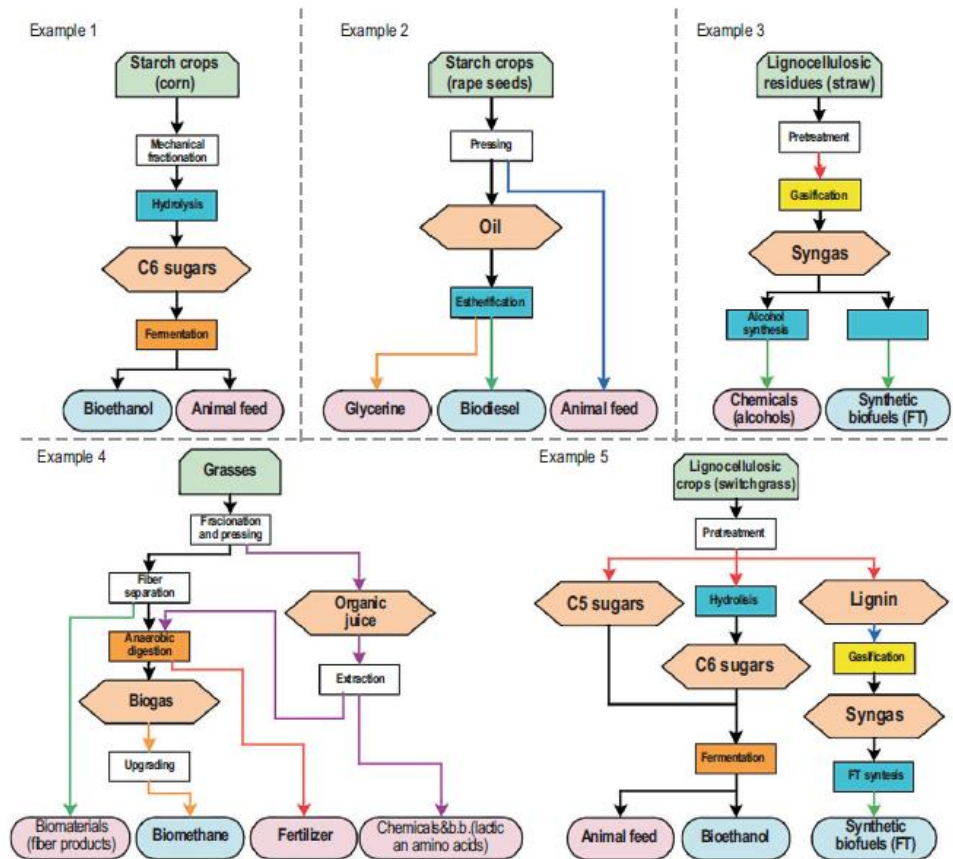 Example 1
Starch crops
(corn)
Mechanical
fractionation
Hydrolysis
C6 sugars
Fermentation
Bioethanol
Animal feed
Example 2
Starch crops
(rape seeds)
Pressing
Oil
Estherification
Glycerine
Biodiesel
Animal feed
Example 3
Lignocellulosic
residues (straw)
Pretreatment
Gasification
Syngas
Alcohol
synthesis
Chemicals
(alcohols)
Synthetic
biofuels (FT)
Example 4
Grasses
Fracionation
and pressing
Fiber
separation
Organic
juice
Anaerobic
digestion
Extraction
Biogas
Upgrading
Biomaterials
(fiber products)
Biomethane
Fertilizer
Chemicals&b.b.(lactic
an amino acids)
Example 5
Lignocellulosic
crops (switchgrass)
Pretreatment
C5 sugars
Hydrolisis
Lignin
C6 sugars
Gasification
Syngas
Fermentation
FT syntesis
Animal feed
Bioethanol
Synthetic
biofuels (FT)